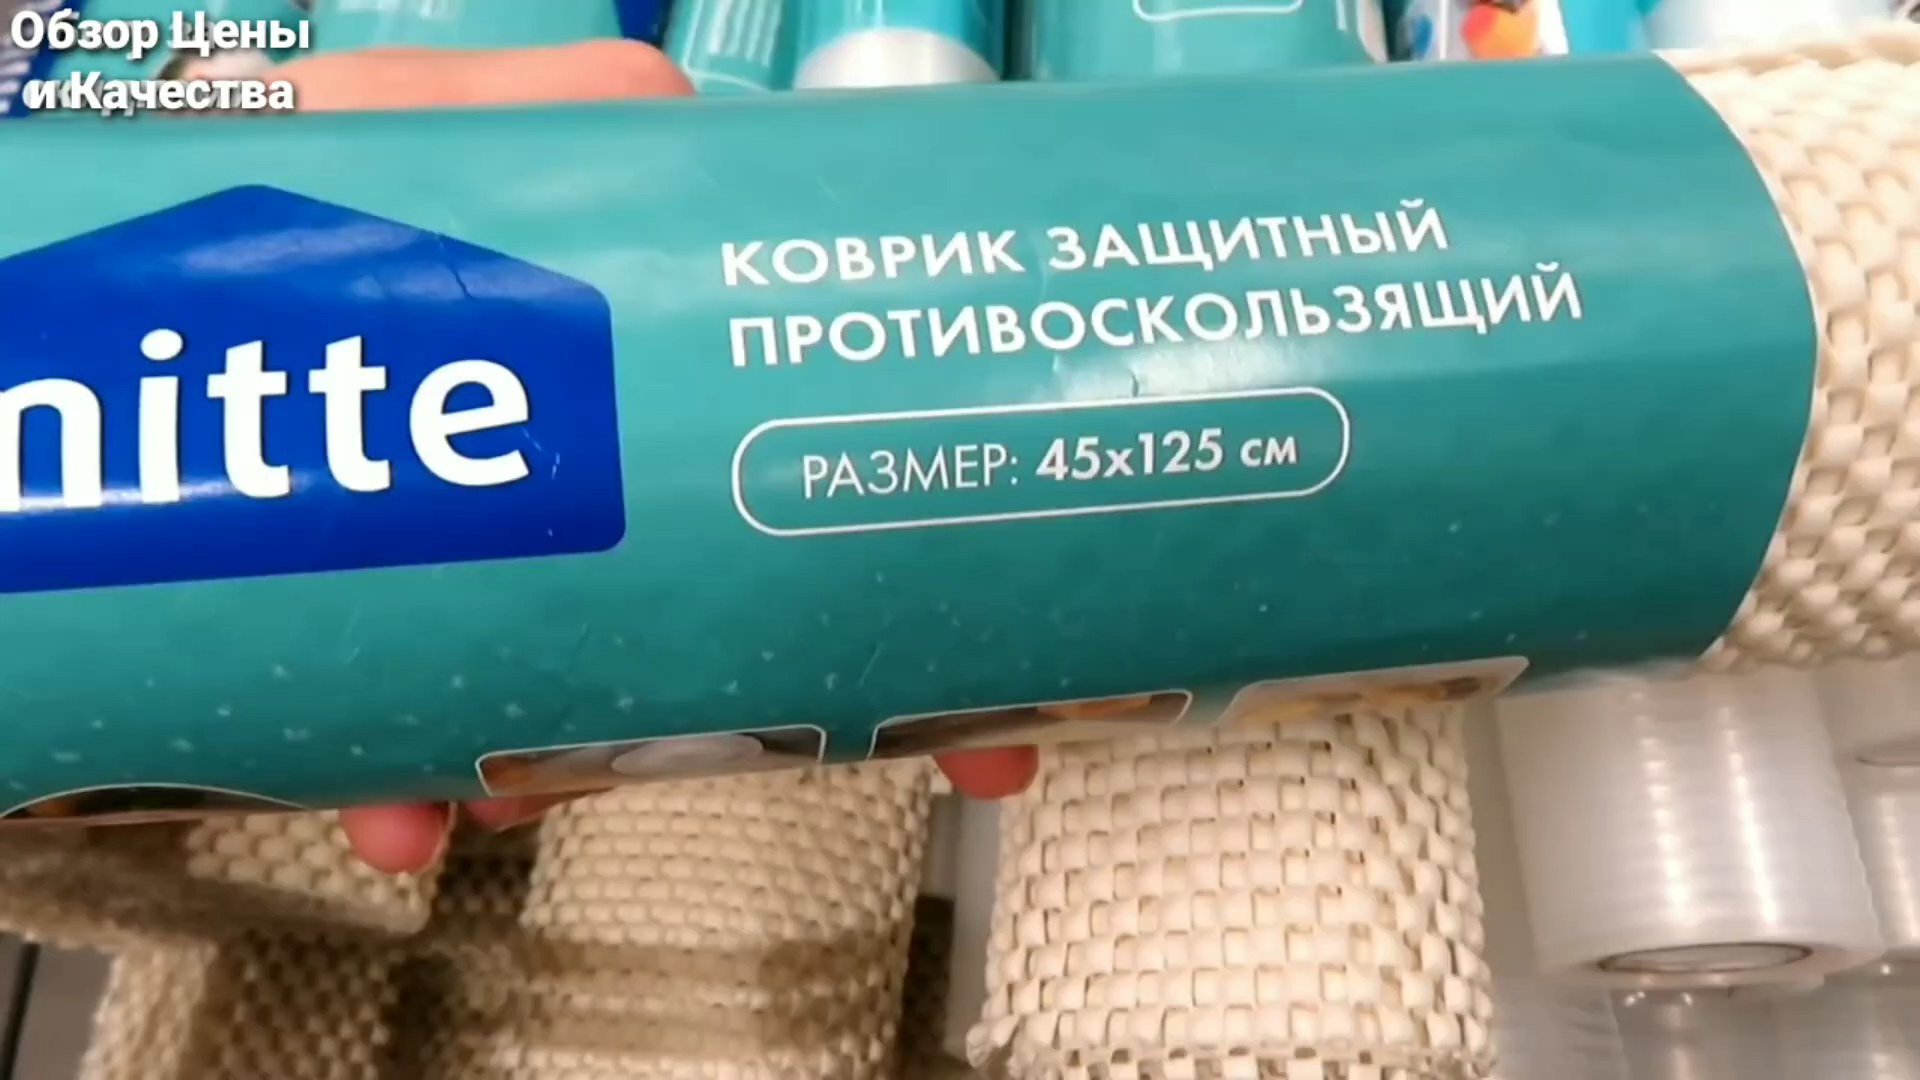 Обзор Цены
и Качества
nitte
КОВРИК ЗАЩИТНЫЙ
ПРОТИВОСКОЛЬЗЯЩИЙ
РАЗМЕР: 45x125 см